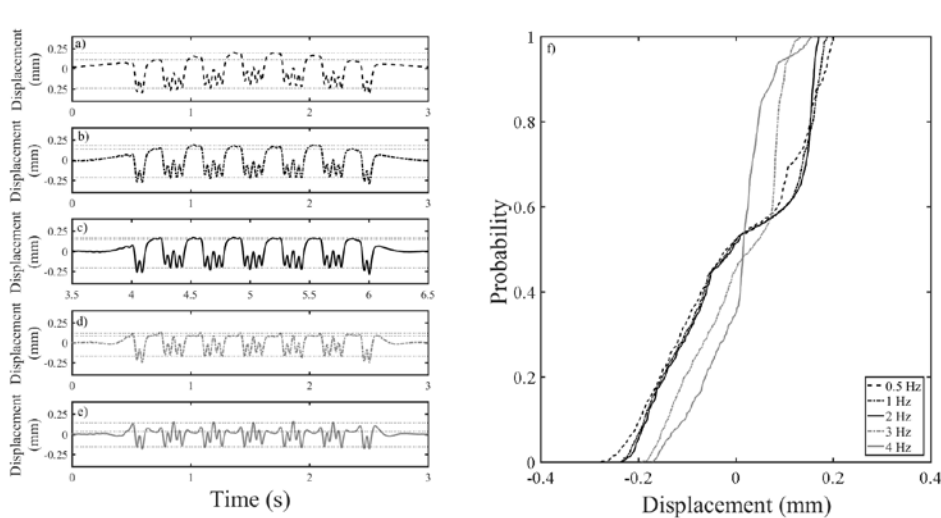 Displacement
(mm)
a)
0.25
0
-0.25
0
1
2
3
Displacement
(mm)
b)
0.25
0
-0.25
0
1
2
3
Displacement
(mm)
c)
0.25
0
-0.25
3.5
4
4.5
5
5.5
6
6.5
Displacement
(mm)
d)
0.25
0
-0.25
0
1
2
3
Displacement
(mm)
e)
0.25
0
-0.25
0
1
2
3
Time (s)
f)
Probability
1
0.8
0.6
0.4
0.2
0
-0.4
-0.2
0
0.2
0.4
Displacement (mm)
0.5 Hz
1 Hz
2 Hz
3 Hz
4 Hz